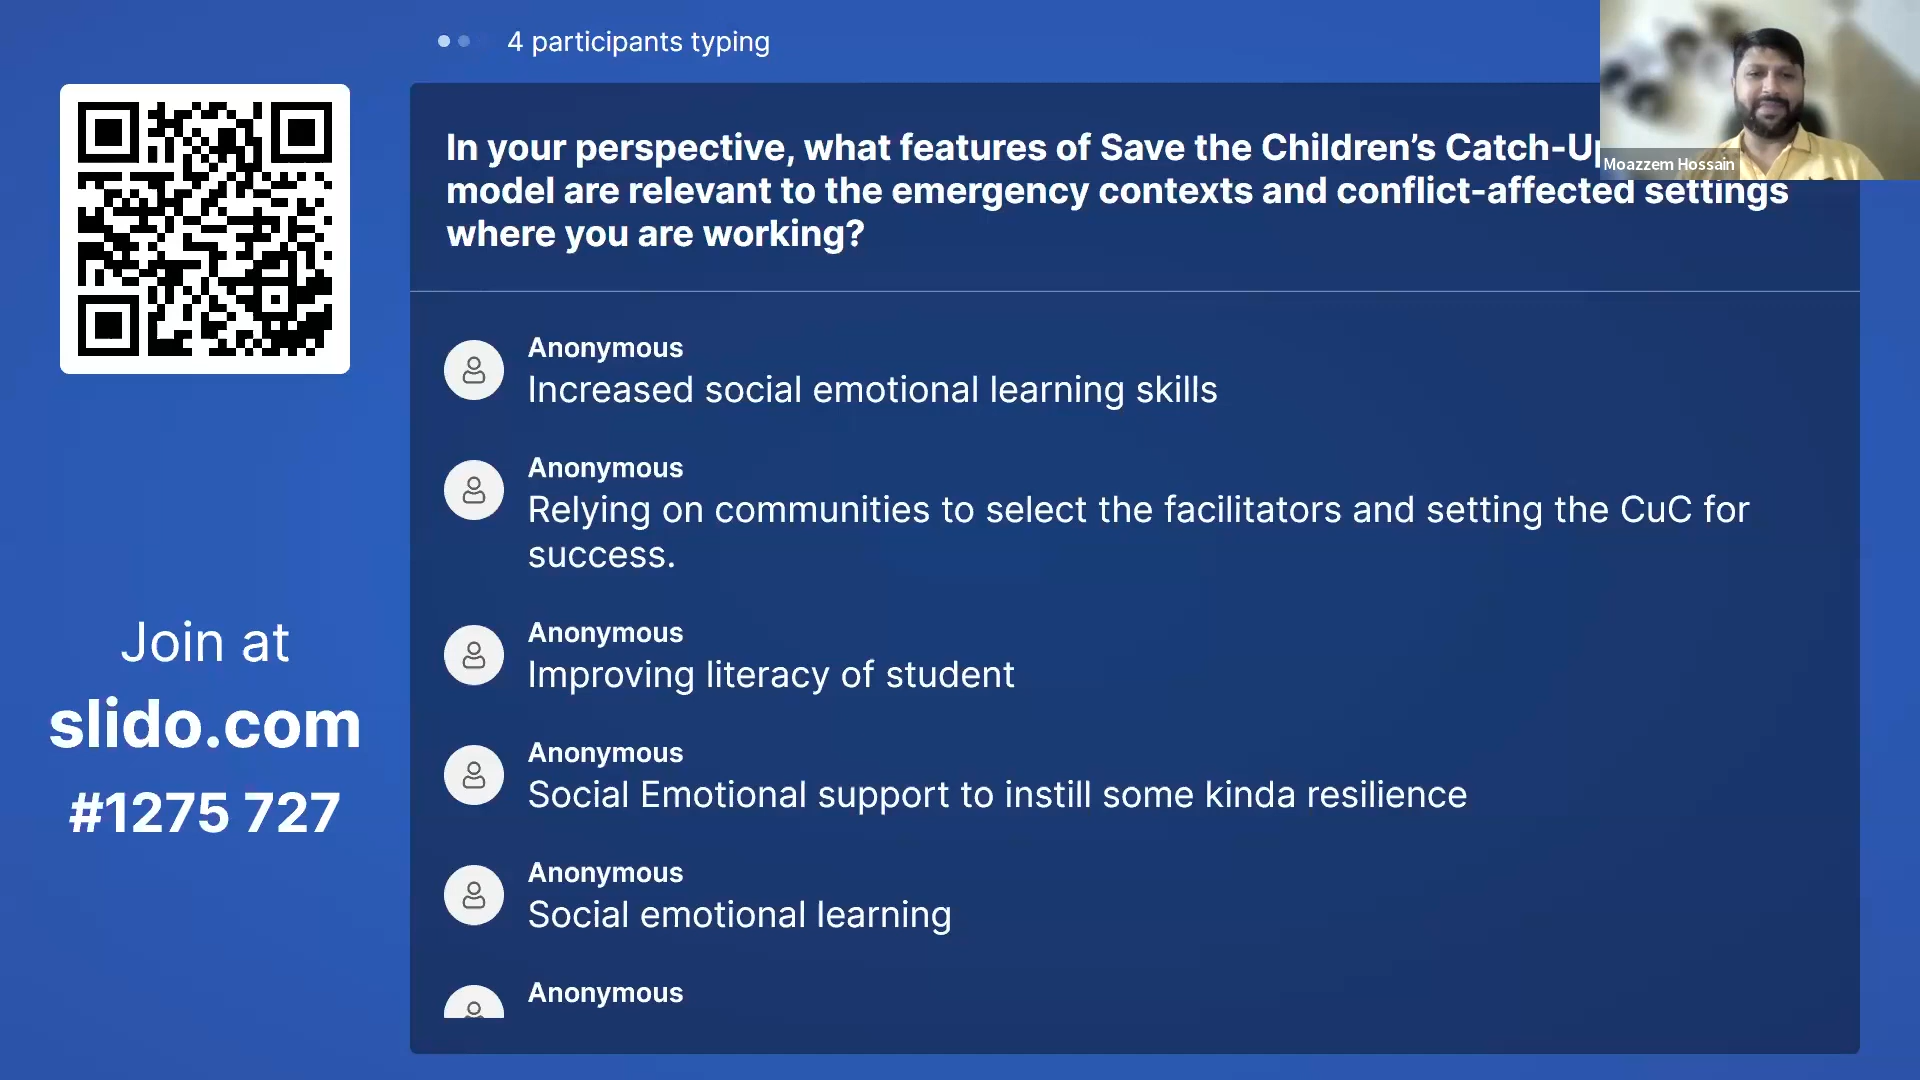 4 participants typing
In your perspective, what features of Save the Children’s Catch-Up
model are relevant to the emergency contexts and conflict-affected settings
where you are working?
Moazzem Hossain
Anonymous
Increased social emotional learning skills
Anonymous
Relying on communities to select the facilitators and setting the CuC for
success.
Anonymous
Improving literacy of student
Anonymous
Social Emotional support to instill some kinda resilience
Anonymous
Social emotional learning
Anonymous
Join at
slido.com
#1275 727